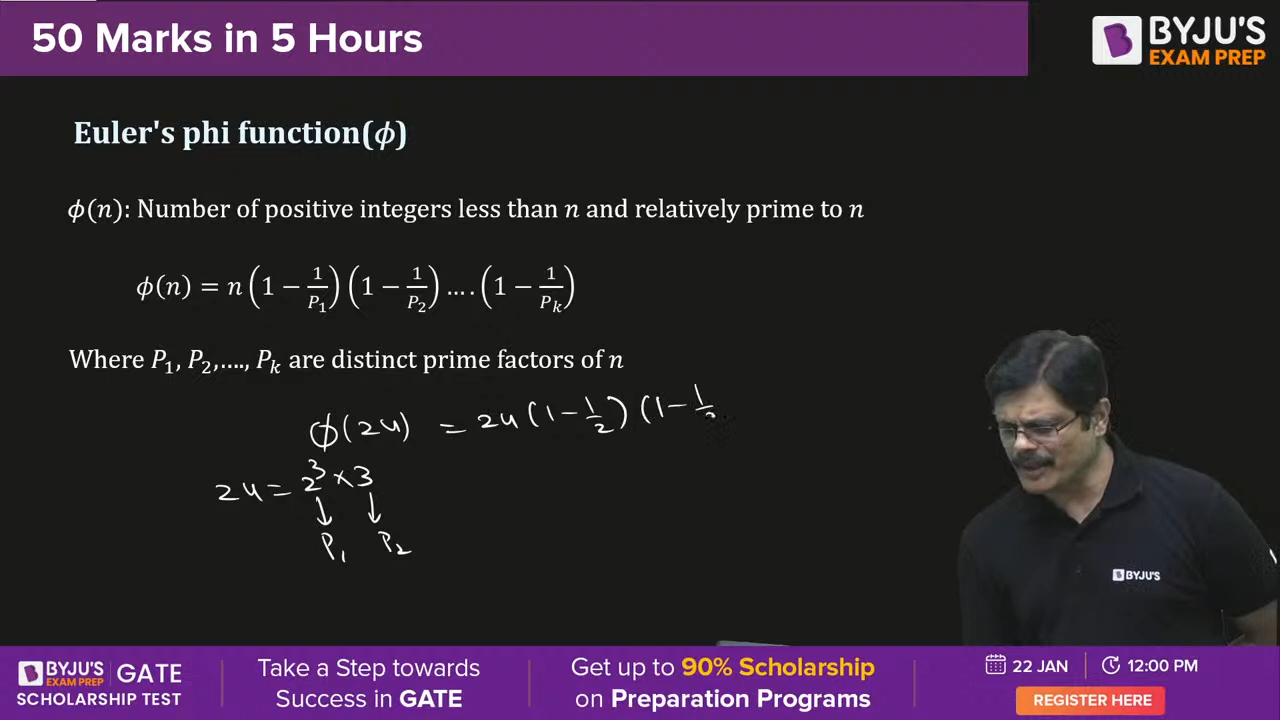 50 Marks in 5 Hours
BYJU'S
EXAM PREP
Euler's phi function(ϕ)
ϕ(n): Number of positive integers less than n and relatively prime to n
ϕ(n) = n(1 − 1/P₁)(1 − 1/P₂)....(1 − 1/Pₖ)
Where P₁, P₂,...., Pₖ are distinct prime factors of n
ϕ(24) = 24(1 − 1/2)(1 − 1/
24 = 2³ × 3
↓ ↓
P₁ P₂
BYJU'S
BYJU'S EXAM PREP | GATE
SCHOLARSHIP TEST
Take a Step towards
Success in GATE
Get up to 90% Scholarship
on Preparation Programs
22 JAN 12:00 PM
REGISTER HERE